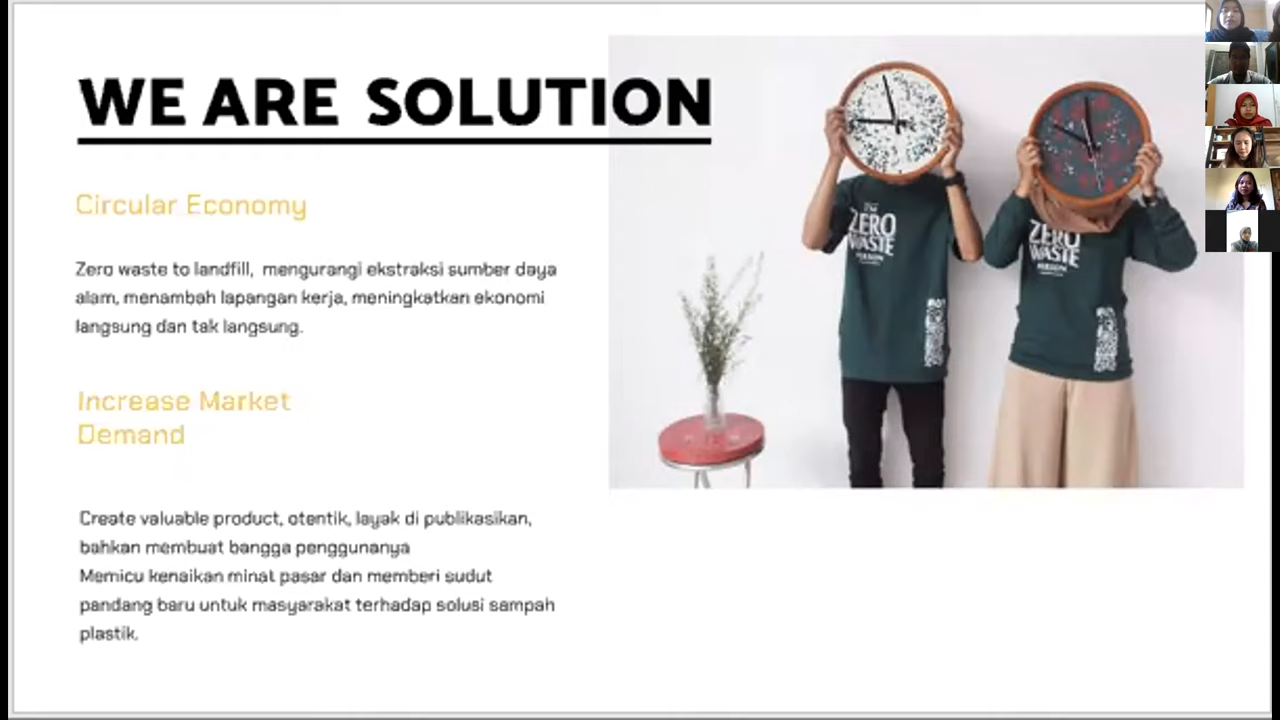 WE ARE SOLUTION
Circular Economy
Zero waste to landfill, mengurangi ekstraksi sumber daya
alam, menambah lapangan kerja, meningkatkan ekonomi
langsung dan tak langsung.
Increase Market
Demand
Create valuable product, otentik, layak di publikasikan,
bahkan membuat bangga penggunanya
Memicu kenaikan minat pasar dan memberi sudut
pandang baru untuk masyarakat terhadap solusi sampah
plastik.
ZERO
WASTE
PERSON
ZERO
WASTE
PERSON